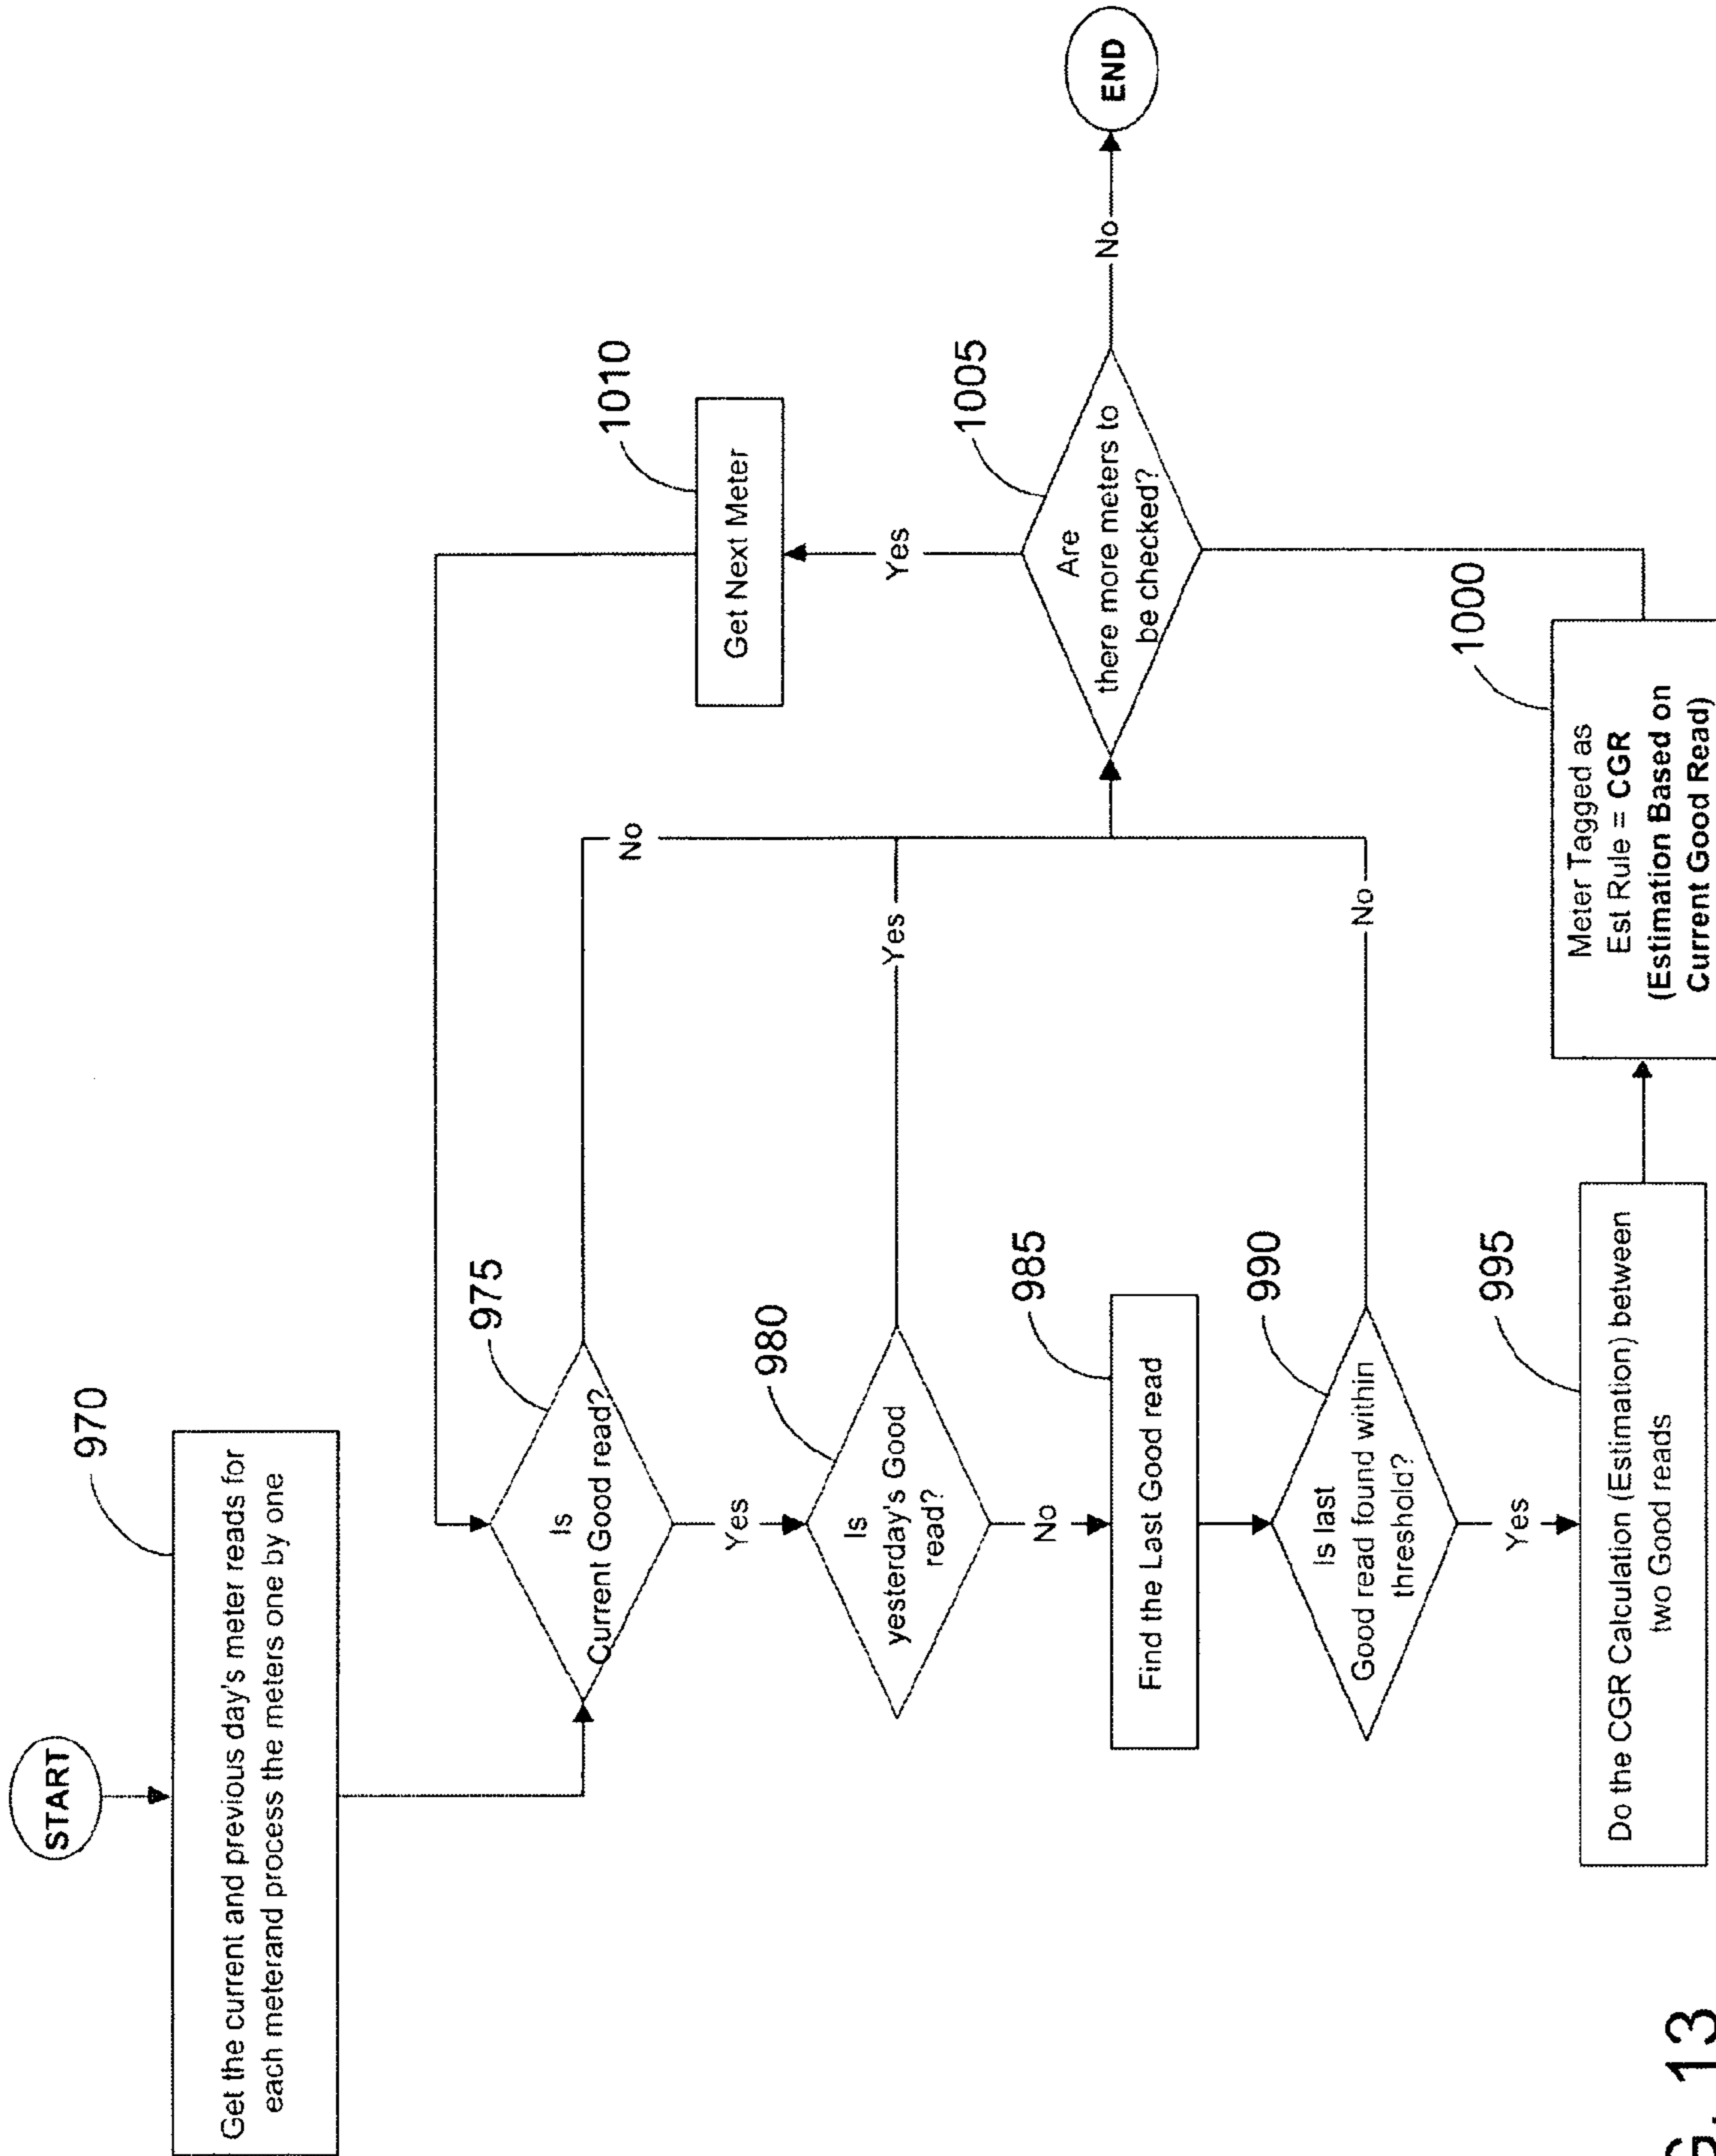 START
970
Get the current and previous day's meter reads for
each meterand process the meters one by one
975
Is
Current Good read?
No
Yes
980
Is
yesterday's Good
read?
Yes
No
985
Find the Last Good read
990
Is last
Good read found within
threshold?
No
Yes
995
Do the CGR Calculation (Estimation) between
two Good reads
1000
Meter Tagged as
Est Rule = CGR
(Estimation Based on
Current Good Read)
1005
Are
there more meters to
be checked?
Yes
No
1010
Get Next Meter
END
G. 13